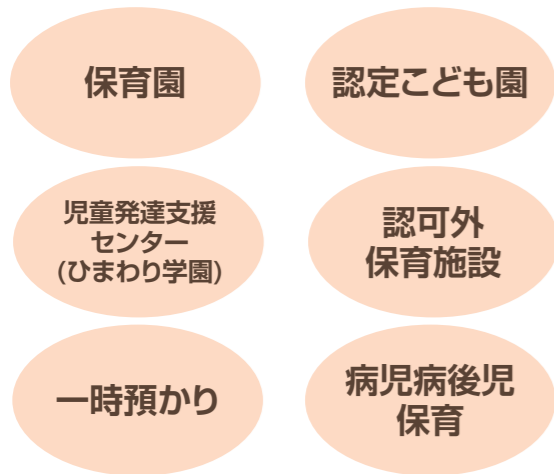 保育園
認定こども園
児童発達支援
センター
(ひまわり学園)
認可外
保育施設
一時預かり
病児病後児
保育